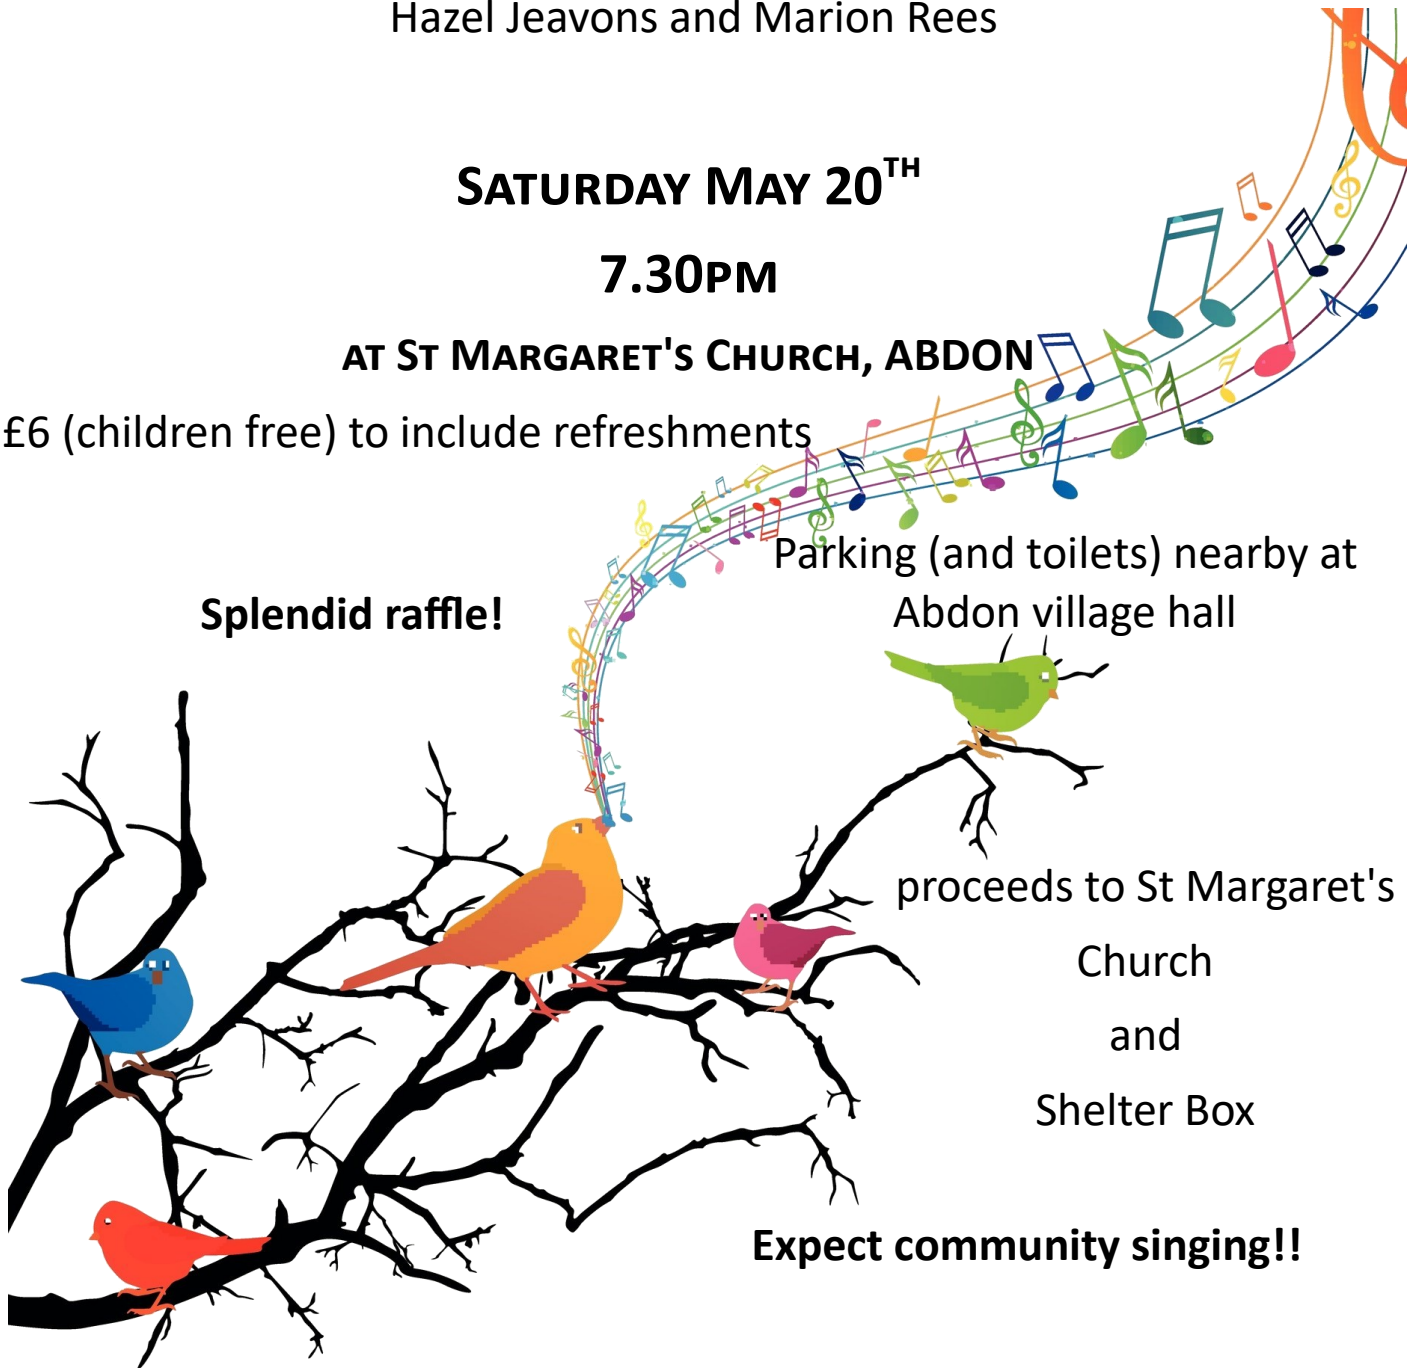 Hazel Jeavons and Marion Rees
SATURDAY MAY 20TH
7.30PM
AT ST MARGARET'S CHURCH, ABDON
£6 (children free) to include refreshments
Parking (and toilets) nearby at
Abdon village hall
Splendid raffle!
proceeds to St Margaret's
Church
and
Shelter Box
Expect community singing!!